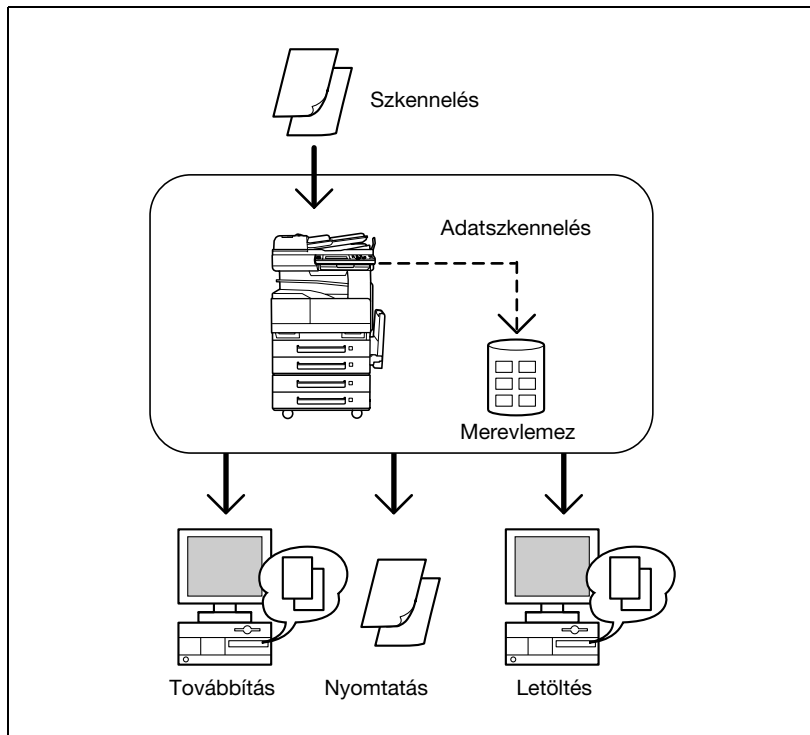 Szkennelés
Adatszkennelés
Merevlemez
Továbbítás
Nyomtatás
Letöltés